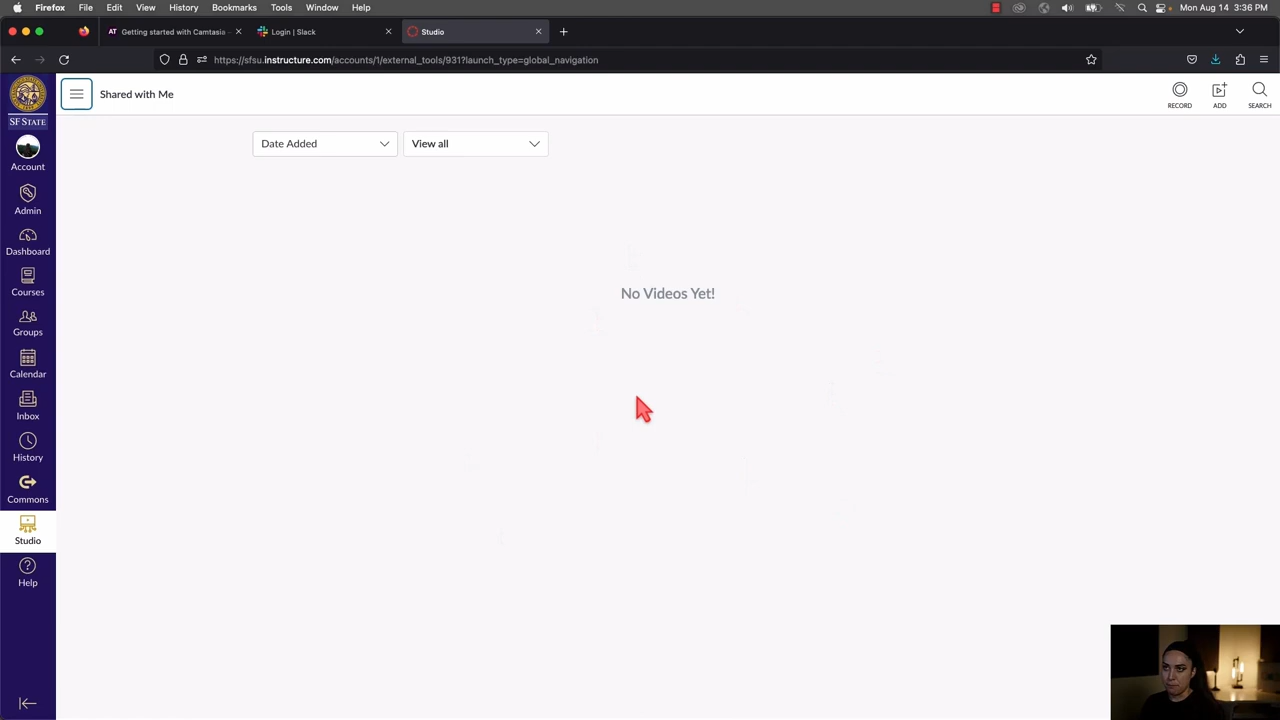 Firefox File Edit View History Bookmarks Tools Window Help Mon Aug 14 3:36 PM
AT Getting started with Camtasia - Login | Slack Studio
https://sfsu.instructure.com/accounts/1/external_tools/931?launch_type=global_navigation
SF STATE
Shared with Me
RECORD ADD SEARCH
Date Added View all
Account
Admin
Dashboard
No Videos Yet!
Courses
Groups
Calendar
Inbox
History
Commons
Studio
Help